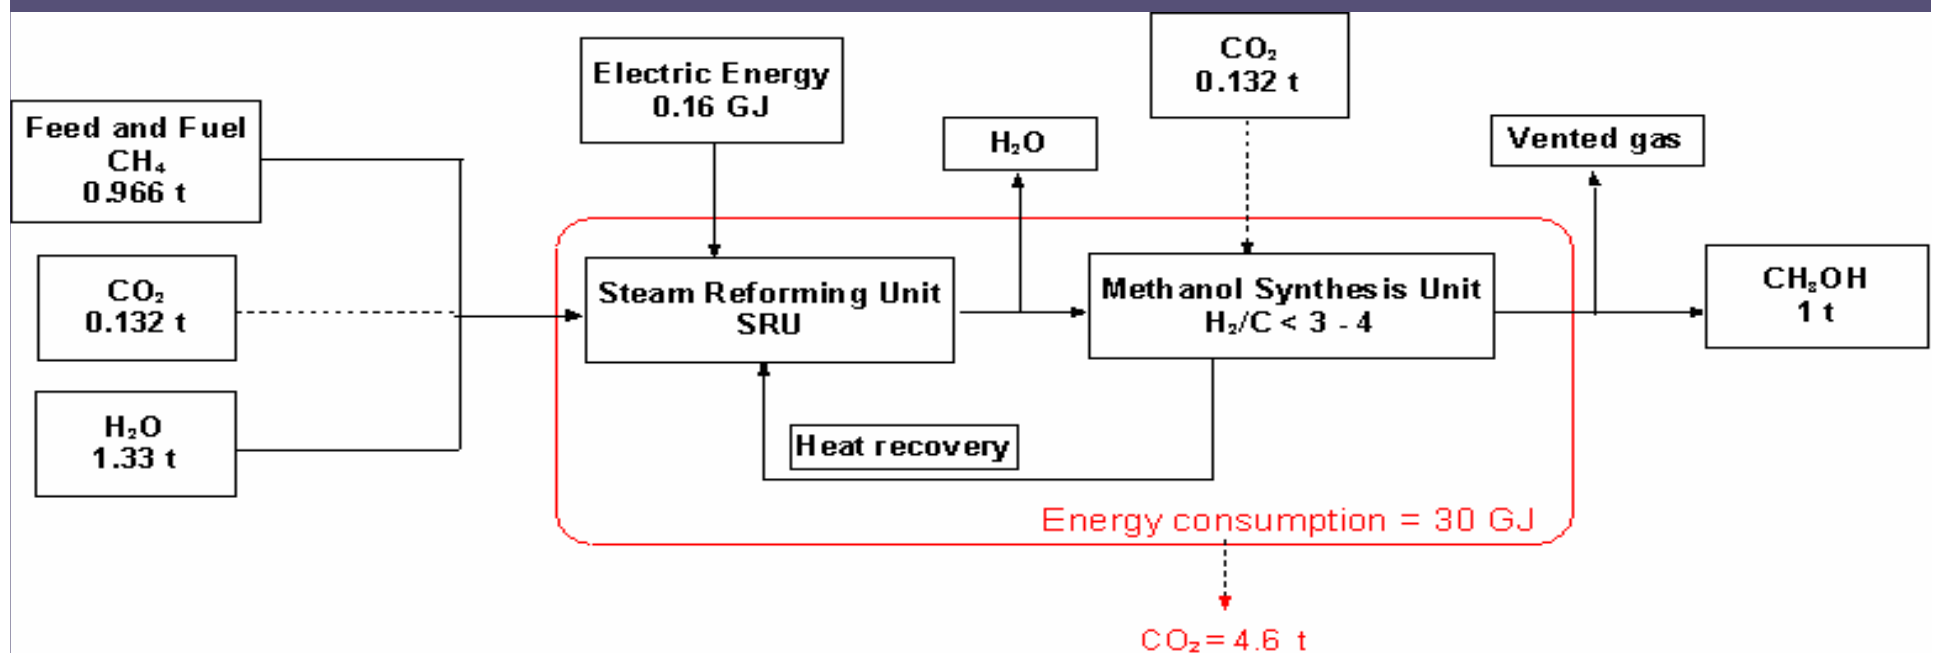 Feed and Fuel
CH₄
0.966 t
CO₂
0.132 t
H₂O
1.33 t
Electric Energy
0.16 GJ
Steam Reforming Unit
SRU
H₂O
CO₂
0.132 t
Methanol Synthesis Unit
H₂/C < 3 - 4
Heat recovery
Vented gas
CH₃OH
1 t
Energy consumption = 30 GJ
CO₂ = 4.6 t